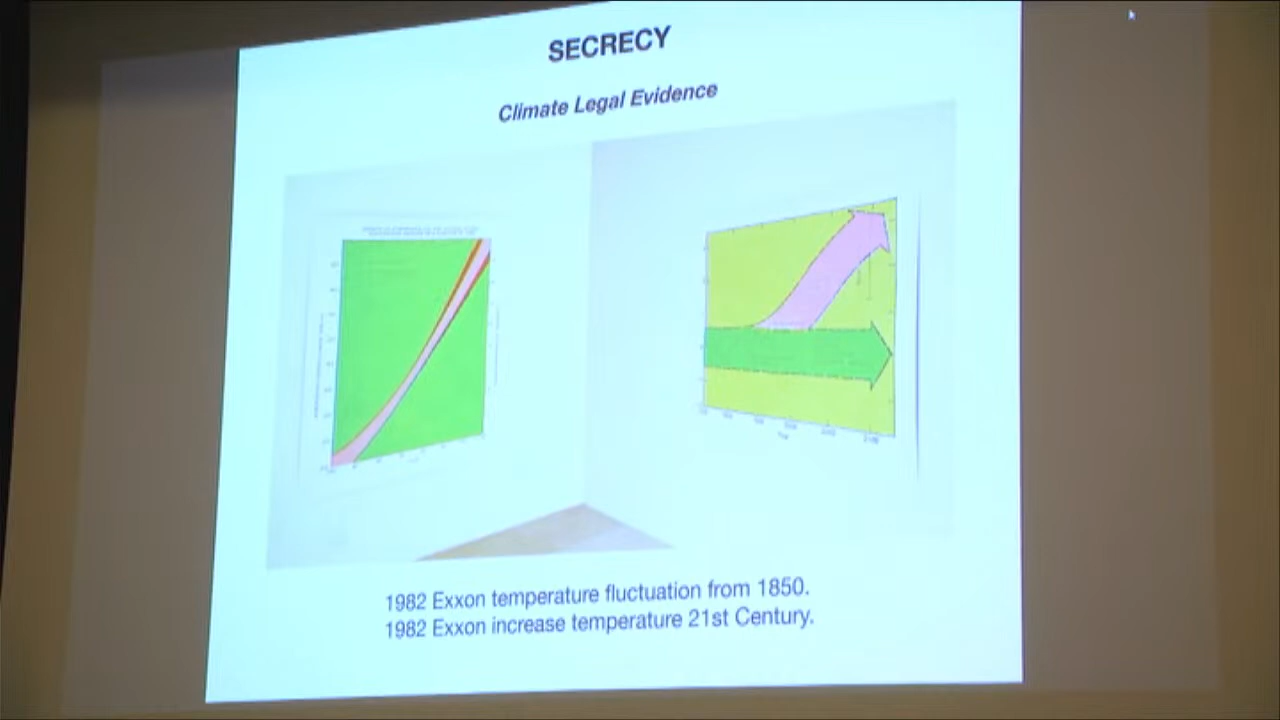 SECRECY
Climate Legal Evidence
1982 Exxon temperature fluctuation from 1850.
1982 Exxon increase temperature 21st Century.